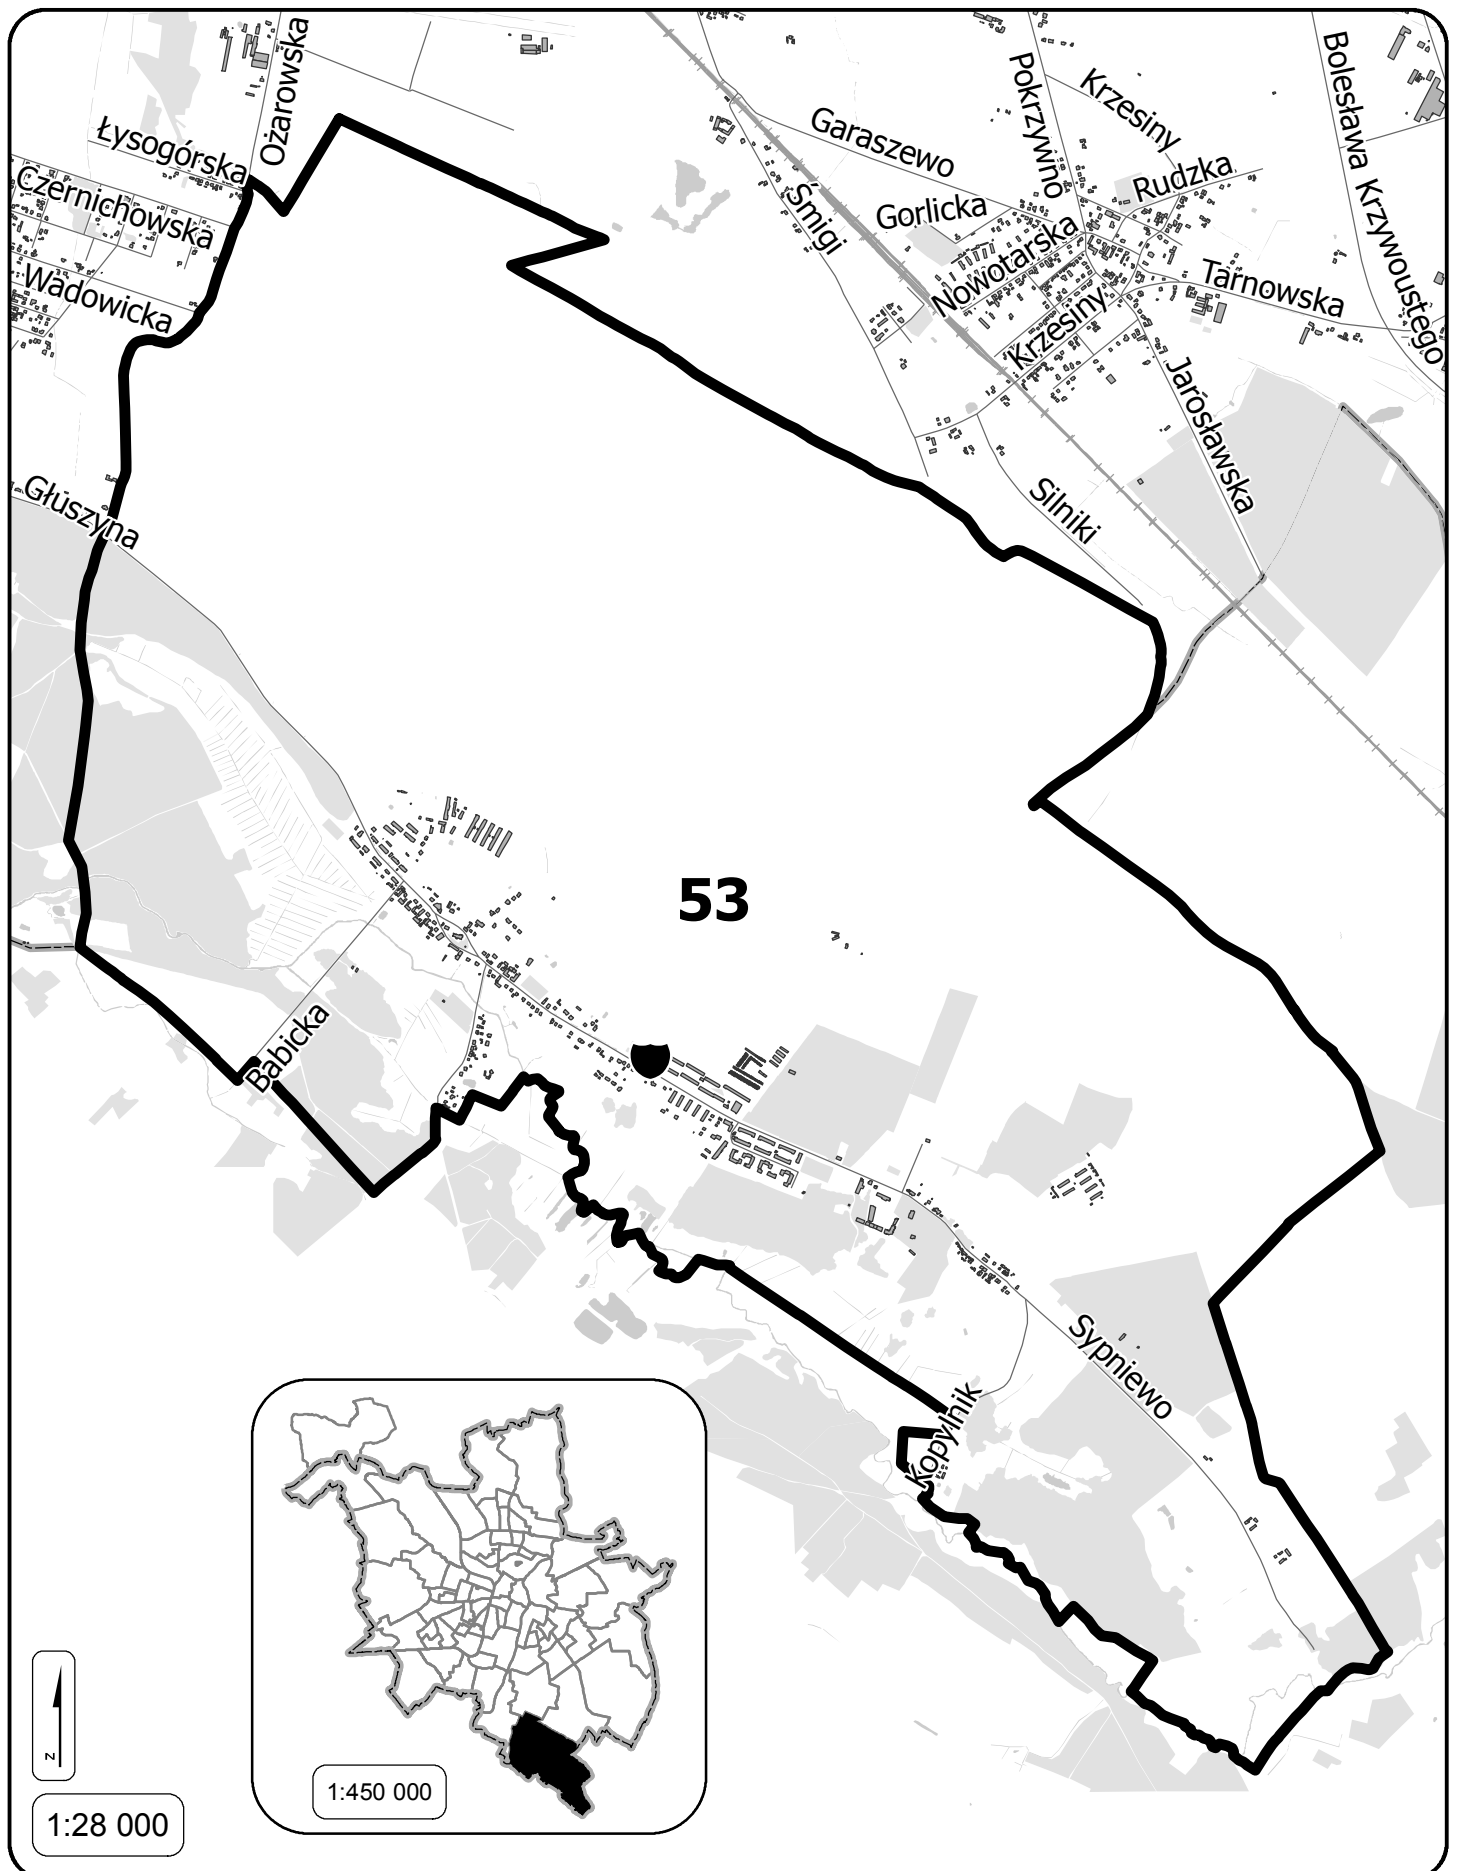 Ożarowska
Łysogórska
Czernichowska
Wadowicka
Głuszyna
Garaszewo
Pokrzywno
Krzesiny
Rudzka
Bolesława Krzywoustego
Śmigi
Gorlicka
Nowotarska
Tarnowska
Krzesiny
Jarosławska
Silniki
53
Babicka
Sypniewo
Kopylnik
N
1:450 000
1:28 000